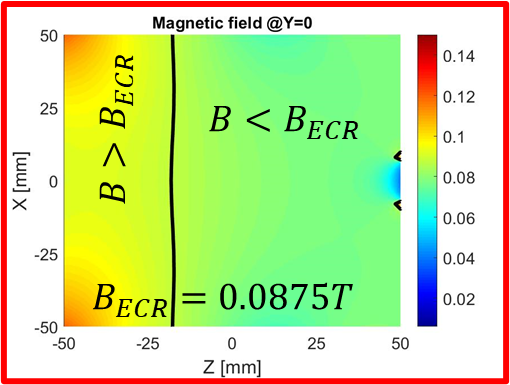 Magnetic field @Y=0
50
25
0
-25
-50
X [mm]
B > B_ECR
B < B_ECR
B_ECR = 0.0875T
-50
-25
0
25
50
Z [mm]
0.14
0.12
0.1
0.08
0.06
0.04
0.02